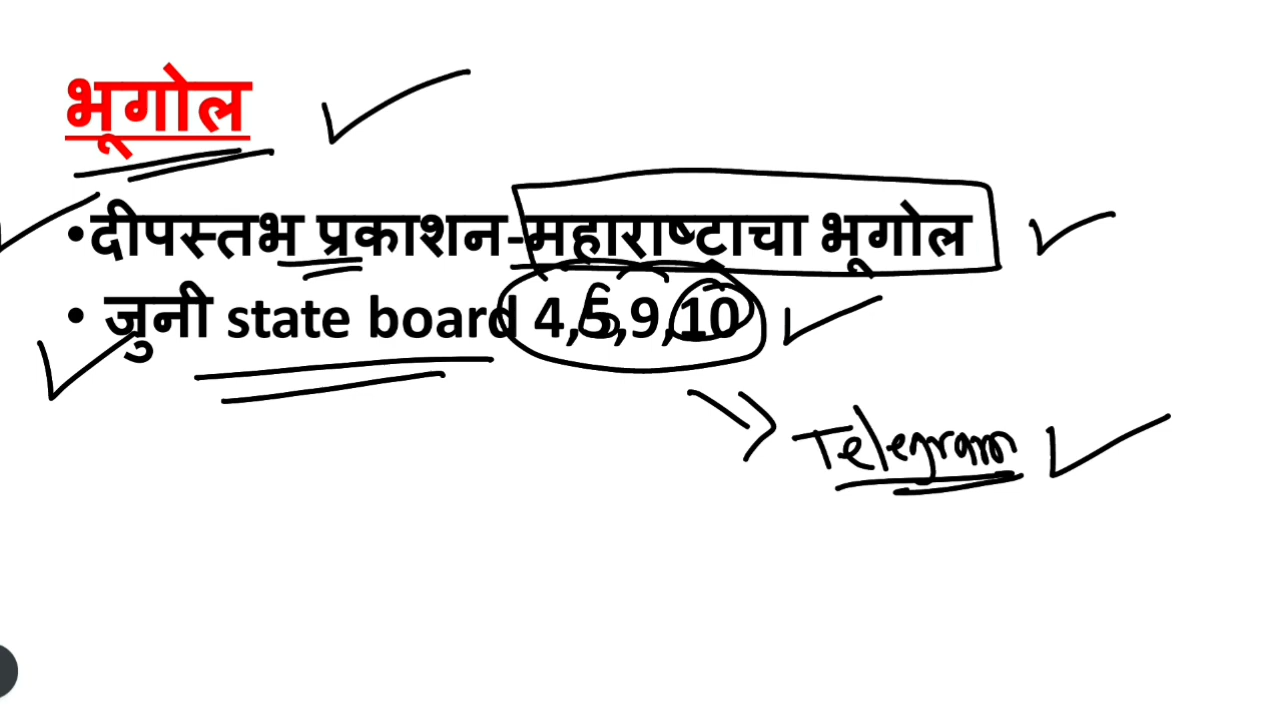 भूगोल
•दीपस्तभ प्रकाशन-महाराष्टाचा भूगोल
• जुनी state board 4,5,9,10
Telegram